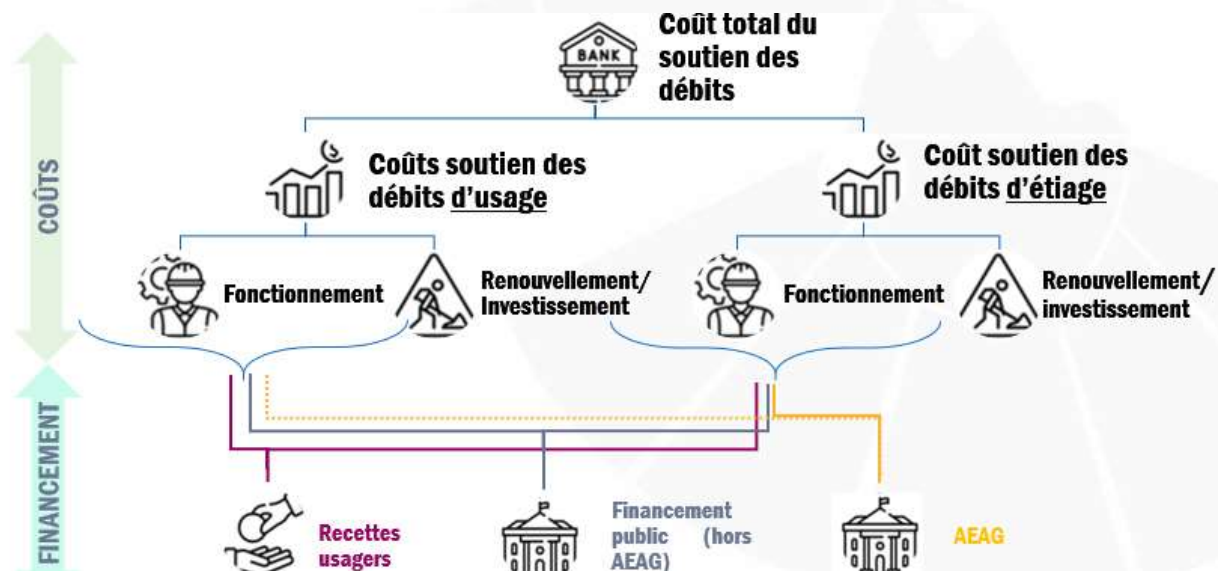 Coût total du
soutien des
débits
BANK
COÛTS
Coûts soutien des
débits d'usage
Coût soutien des
débits d'étiage
Fonctionnement
Renouvellement/
Investissement
Fonctionnement
Renouvellement/
investissement
FINANCEMENT
Recettes
usagers
Financement
public (hors
AEAG)
AEAG